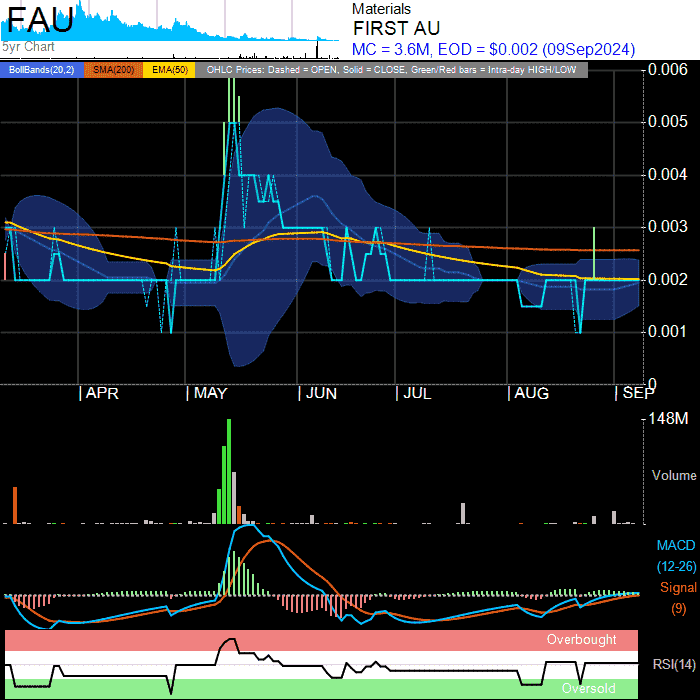 FAU
5yr Chart
Materials
FIRST AU
MC = 3.6M, EOD = $0.002 (09Sep2024)
BollBands(20,2) SMA(200) EMA(50) OHLC Prices: Dashed = OPEN, Solid = CLOSE, Green/Red bars = Intra-day HIGH/LOW
0.006
0.005
0.004
0.003
0.002
0.001
0
APR MAY JUN JUL AUG SEP
148M
Volume
MACD
(12-26)
Signal
(9)
Overbought
RSI(14)
Oversold